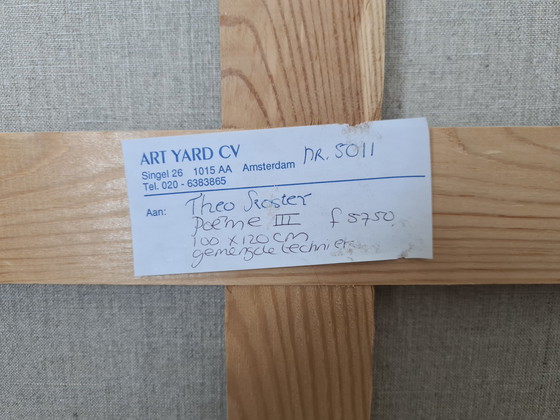 ART YARD CV
Singel 26 1015 AA Amsterdam nr. 5011
Tel. 020 - 6383865
Aan: Theo Koster
Poème III f 5750,
100 x 120 cm
gemengde techniek